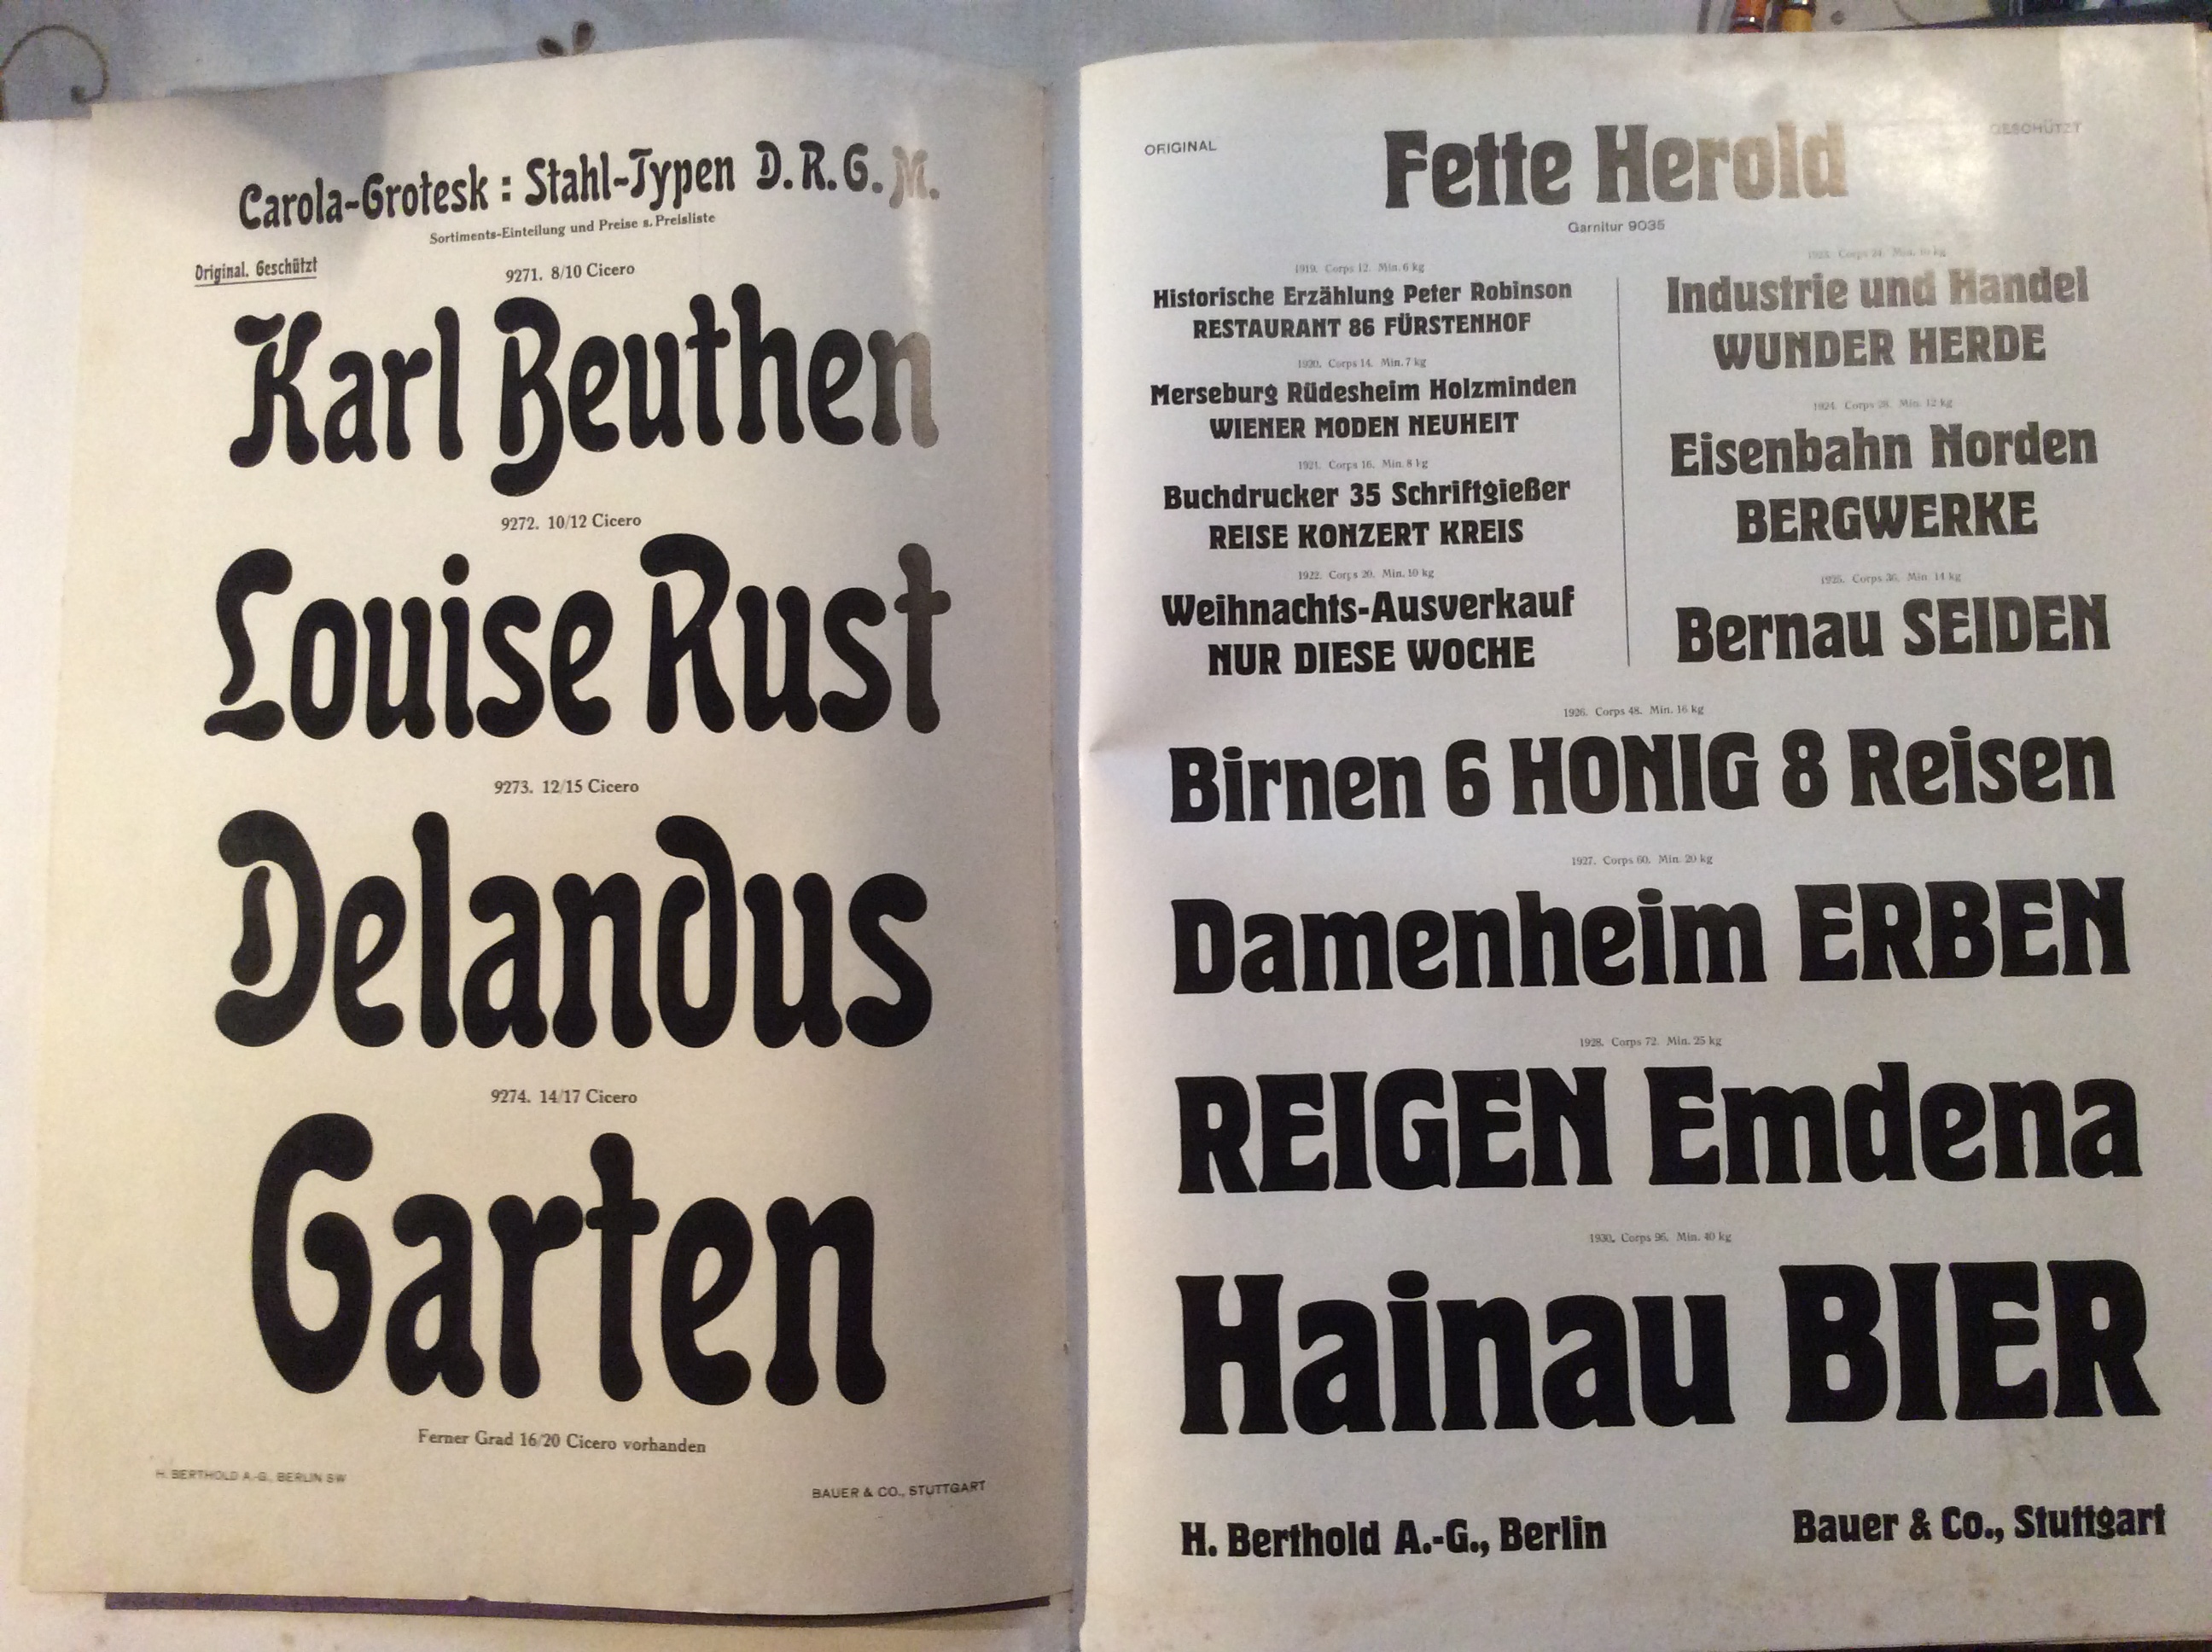 Carola-Grotesk : Stahl-Typen D.R.G.M.
Sortiments-Einteilung und Preise s. Preisliste
Original. Geschützt
9271. 8/10 Cicero
Karl Beuthen
9272. 10/12 Cicero
Louise Rust
9273. 12/15 Cicero
Delandus
9274. 14/17 Cicero
Garten
Ferner Grad 16/20 Cicero vorhanden
H. BERTHOLD A.-G., BERLIN SW
BAUER & CO., STUTTGART
ORIGINAL
Fette Herold
GESCHÜTZT
Garnitur 9035
1919. Corps 12. Min. 6 kg
Historische Erzählung Peter Robinson
RESTAURANT 86 FÜRSTENHOF
1920. Corps 14. Min. 7 kg
Merseburg Rüdesheim Holzminden
WIENER MODEN NEUHEIT
1921. Corps 16. Min. 8 kg
Buchdrucker 35 Schriftgießer
REISE KONZERT KREIS
1922. Corps 20. Min. 10 kg
Weihnachts-Ausverkauf
NUR DIESE WOCHE
1923. Corps 24. Min. 10 kg
Industrie und Handel
WUNDER HERDE
1924. Corps 28. Min. 12 kg
Eisenbahn Norden
BERGWERKE
1925. Corps 36. Min. 14 kg
Bernau SEIDEN
1926. Corps 48. Min. 16 kg
Birnen 6 HONIG 8 Reisen
1927. Corps 60. Min. 20 kg
Damenheim ERBEN
1928. Corps 72. Min. 25 kg
REIGEN Emdena
1930. Corps 96. Min. 40 kg
Hainau BIER
H. Berthold A.-G., Berlin
Bauer & Co., Stuttgart